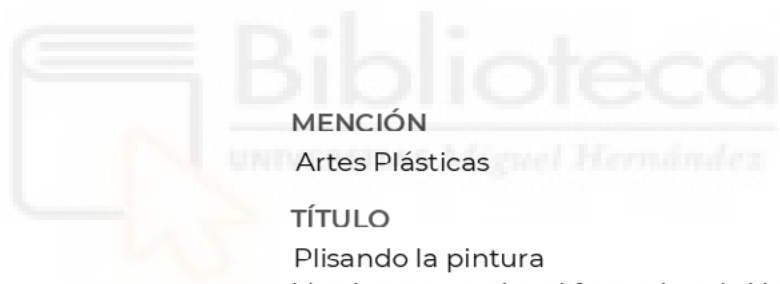 Biblioteca
MENCIÓN
UNIVERSITAS Miguel Hernández
Artes Plásticas
TÍTULO
Plisando la pintura